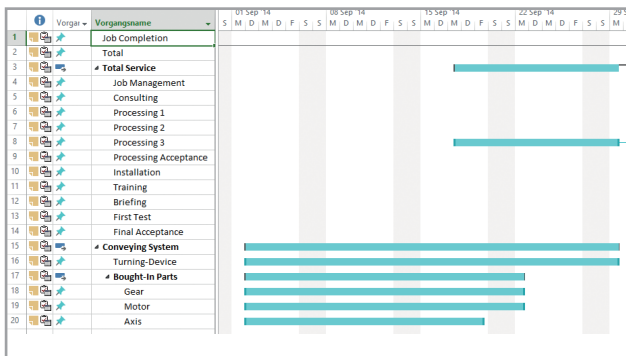 01 Sep '14 08 Sep '14 15 Sep '14 22 Sep '14 29 S
Vorgar Vorgangsname S M D M D F S S M D M D F S S M D M D F S S M D M D F S S M
1 Job Completion
2 Total
3 Total Service
4 Job Management
5 Consulting
6 Processing 1
7 Processing 2
8 Processing 3
9 Processing Acceptance
10 Installation
11 Training
12 Briefing
13 First Test
14 Final Acceptance
15 Conveying System
16 Turning-Device
17 Bought-In Parts
18 Gear
19 Motor
20 Axis